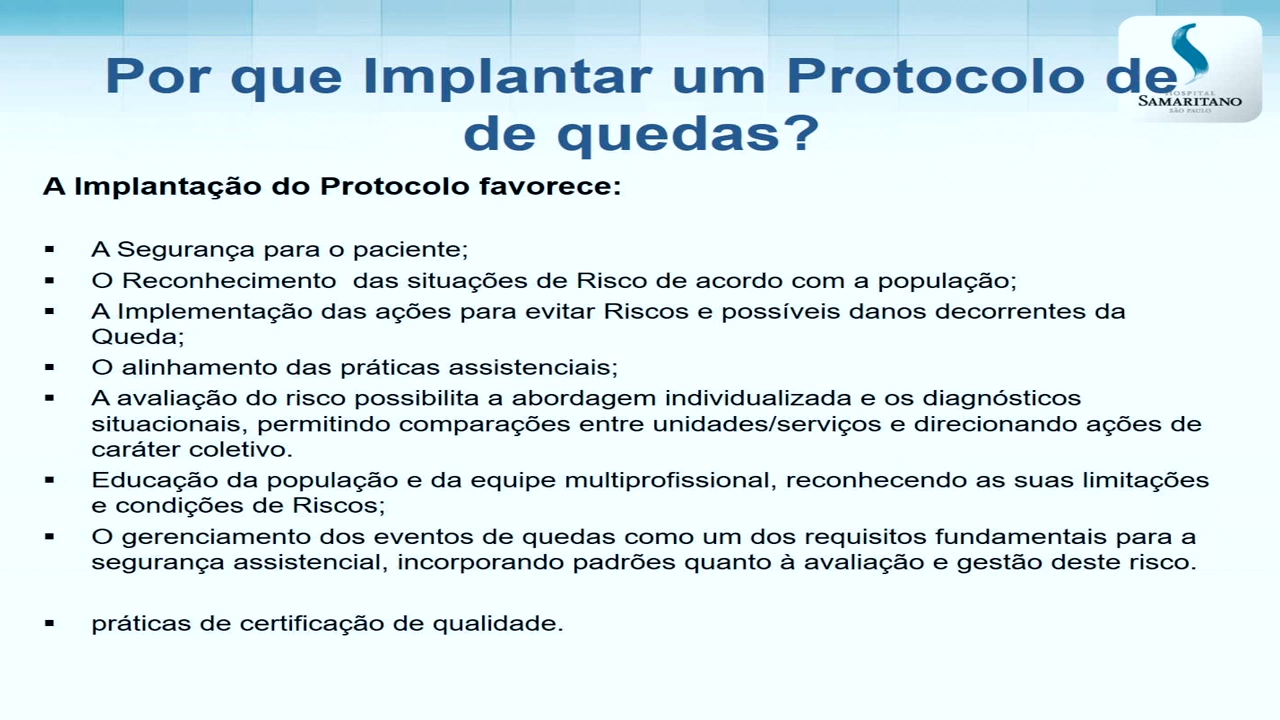 Por que Implantar um Protocolo de
de quedas?
HOSPITAL
SAMARITANO
SÃO PAULO
A Implantação do Protocolo favorece:
▪ A Segurança para o paciente;
▪ O Reconhecimento  das situações de Risco de acordo com a população;
▪ A Implementação das ações para evitar Riscos e possíveis danos decorrentes da
Queda;
▪ O alinhamento das práticas assistenciais;
▪ A avaliação do risco possibilita a abordagem individualizada e os diagnósticos
situacionais, permitindo comparações entre unidades/serviços e direcionando ações de
caráter coletivo.
▪ Educação da população e da equipe multiprofissional, reconhecendo as suas limitações
e condições de Riscos;
▪ O gerenciamento dos eventos de quedas como um dos requisitos fundamentais para a
segurança assistencial, incorporando padrões quanto à avaliação e gestão deste risco.
▪ práticas de certificação de qualidade.